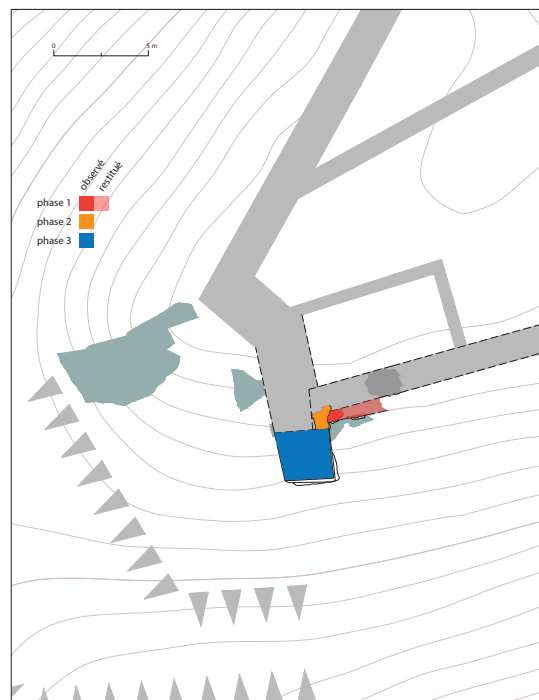 0 5 m
observé
restitué
phase 1
phase 2
phase 3